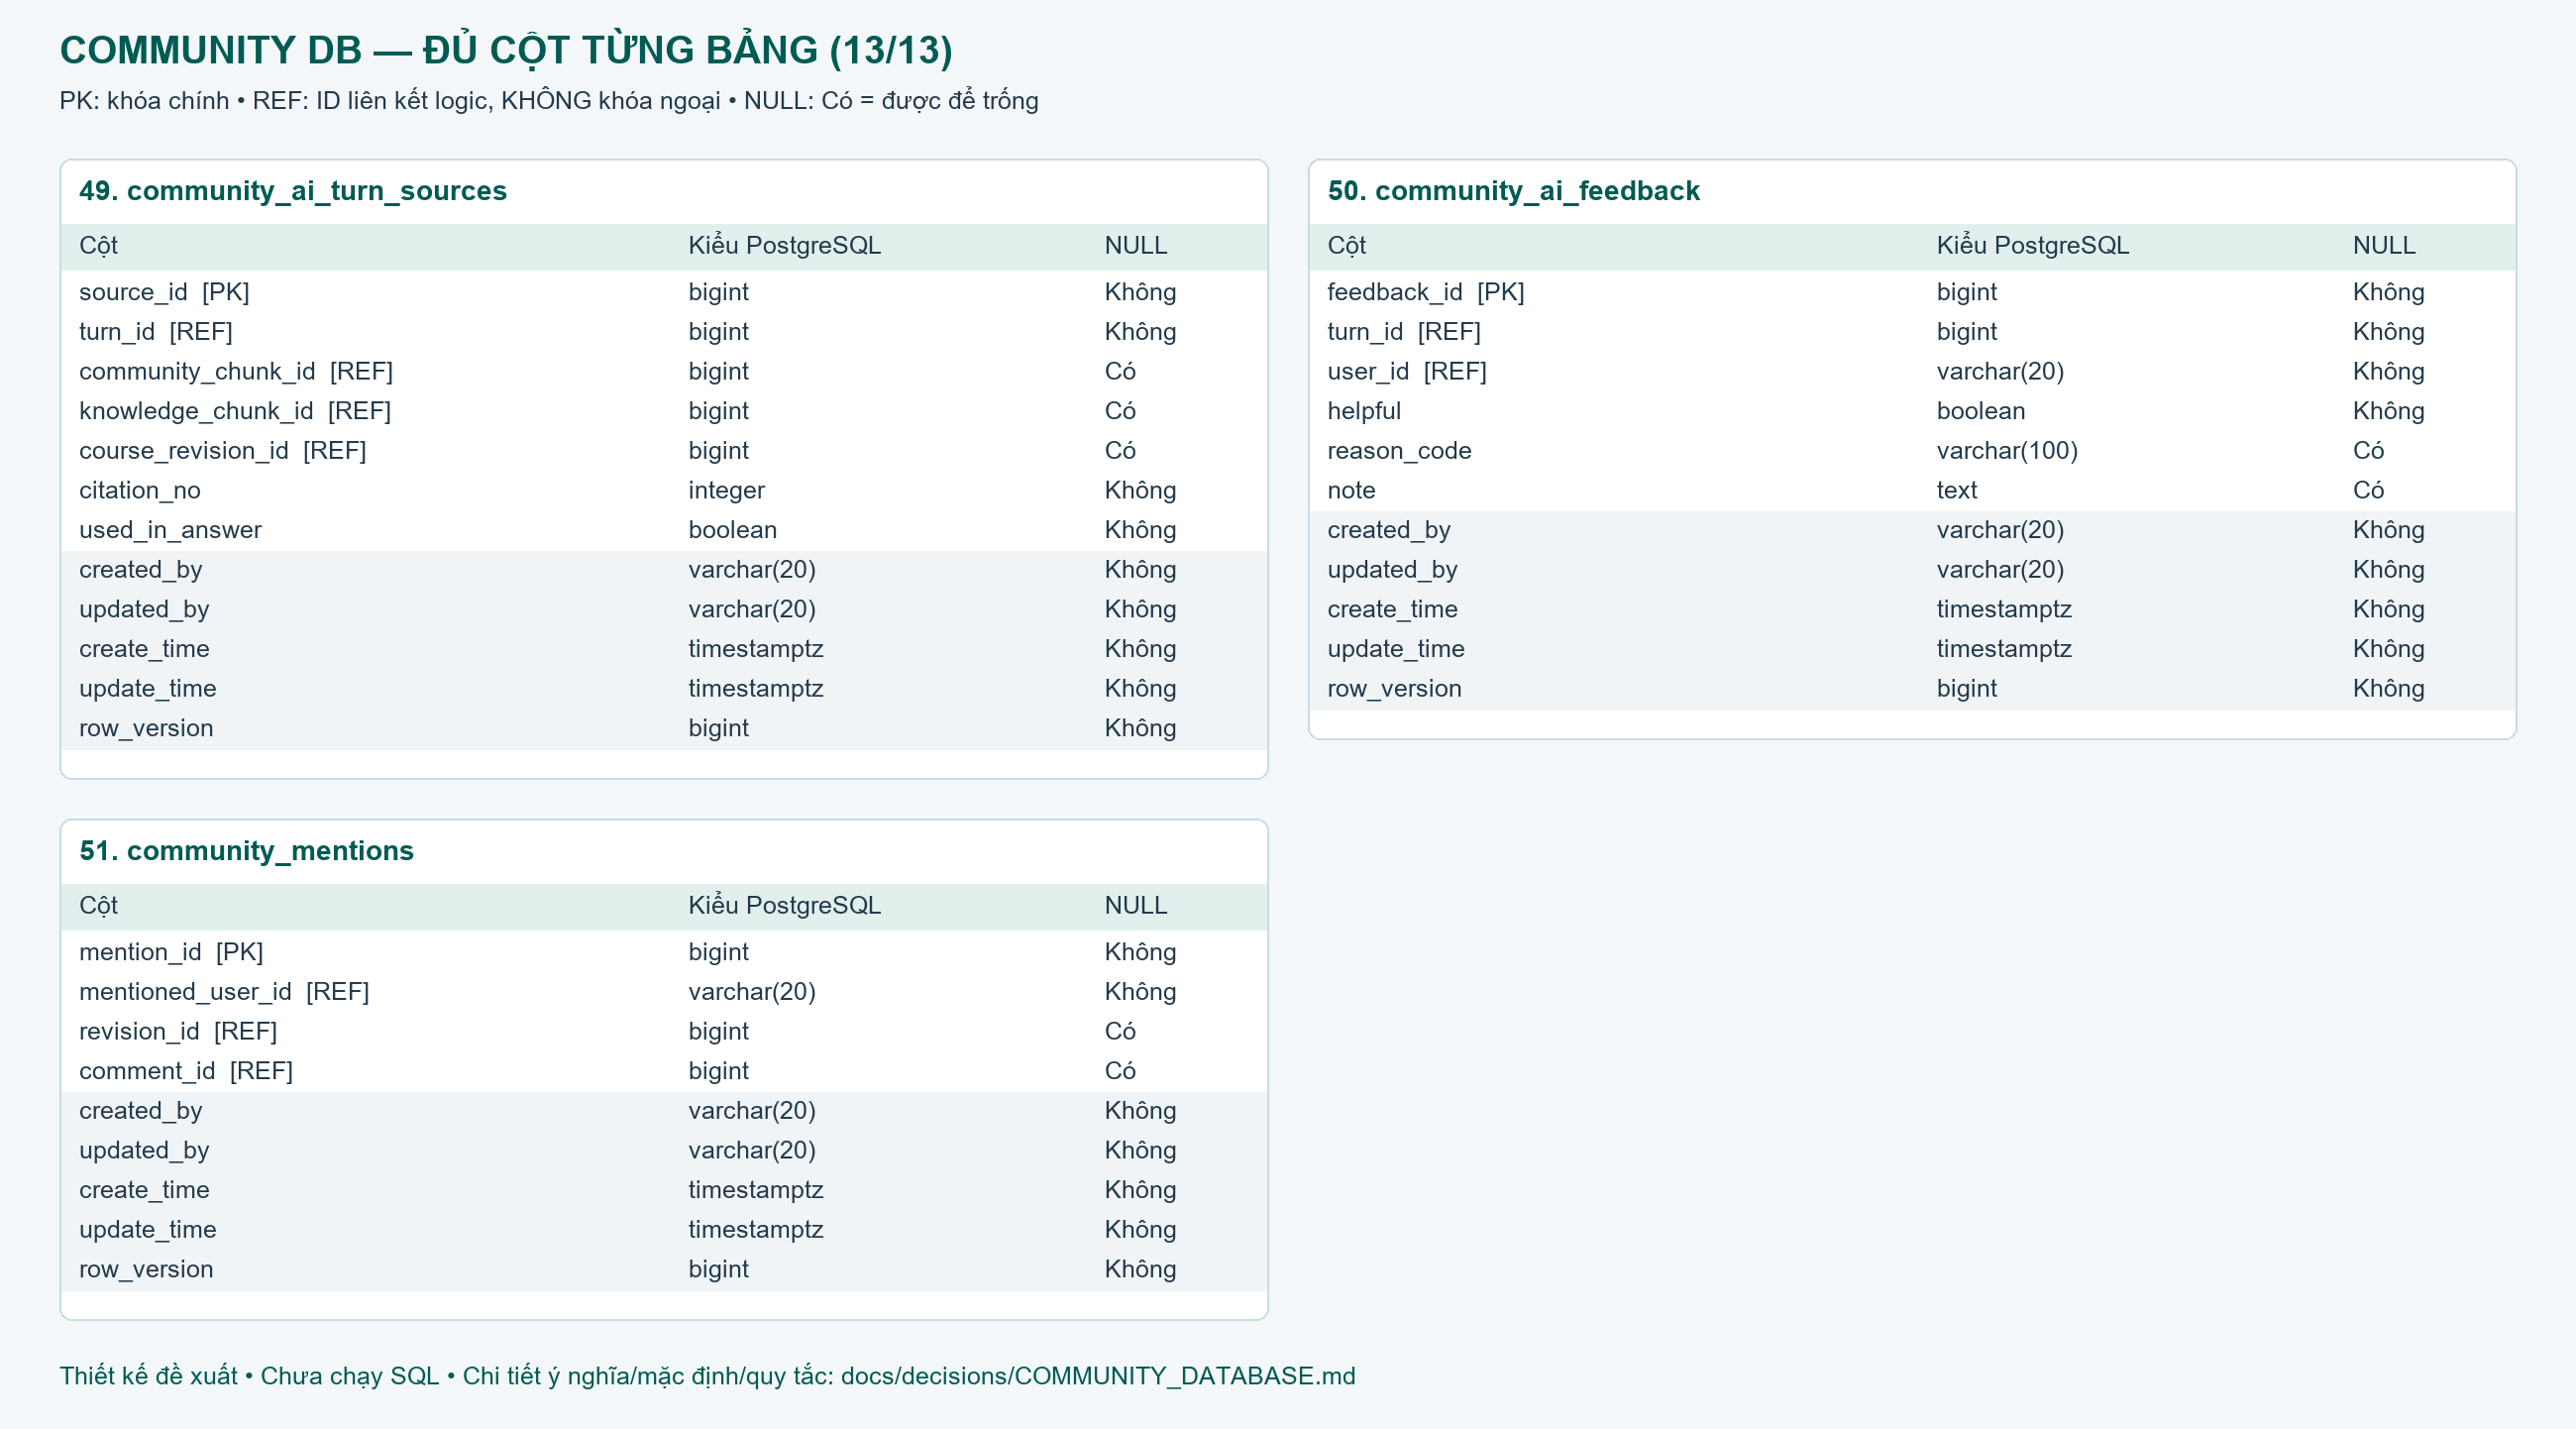 COMMUNITY DB — ĐỦ CỘT TỪNG BẢNG (13/13)
PK: khóa chính • REF: ID liên kết logic, KHÔNG khóa ngoại • NULL: Có = được để trống
49. community_ai_turn_sources
Cột Kiểu PostgreSQL NULL
source_id [PK] bigint Không
turn_id [REF] bigint Không
community_chunk_id [REF] bigint Có
knowledge_chunk_id [REF] bigint Có
course_revision_id [REF] bigint Có
citation_no integer Không
used_in_answer boolean Không
created_by varchar(20) Không
updated_by varchar(20) Không
create_time timestamptz Không
update_time timestamptz Không
row_version bigint Không
50. community_ai_feedback
Cột Kiểu PostgreSQL NULL
feedback_id [PK] bigint Không
turn_id [REF] bigint Không
user_id [REF] varchar(20) Không
helpful boolean Không
reason_code varchar(100) Có
note text Có
created_by varchar(20) Không
updated_by varchar(20) Không
create_time timestamptz Không
update_time timestamptz Không
row_version bigint Không
51. community_mentions
Cột Kiểu PostgreSQL NULL
mention_id [PK] bigint Không
mentioned_user_id [REF] varchar(20) Không
revision_id [REF] bigint Có
comment_id [REF] bigint Có
created_by varchar(20) Không
updated_by varchar(20) Không
create_time timestamptz Không
update_time timestamptz Không
row_version bigint Không
Thiết kế đề xuất • Chưa chạy SQL • Chi tiết ý nghĩa/mặc định/quy tắc: docs/decisions/COMMUNITY_DATABASE.md